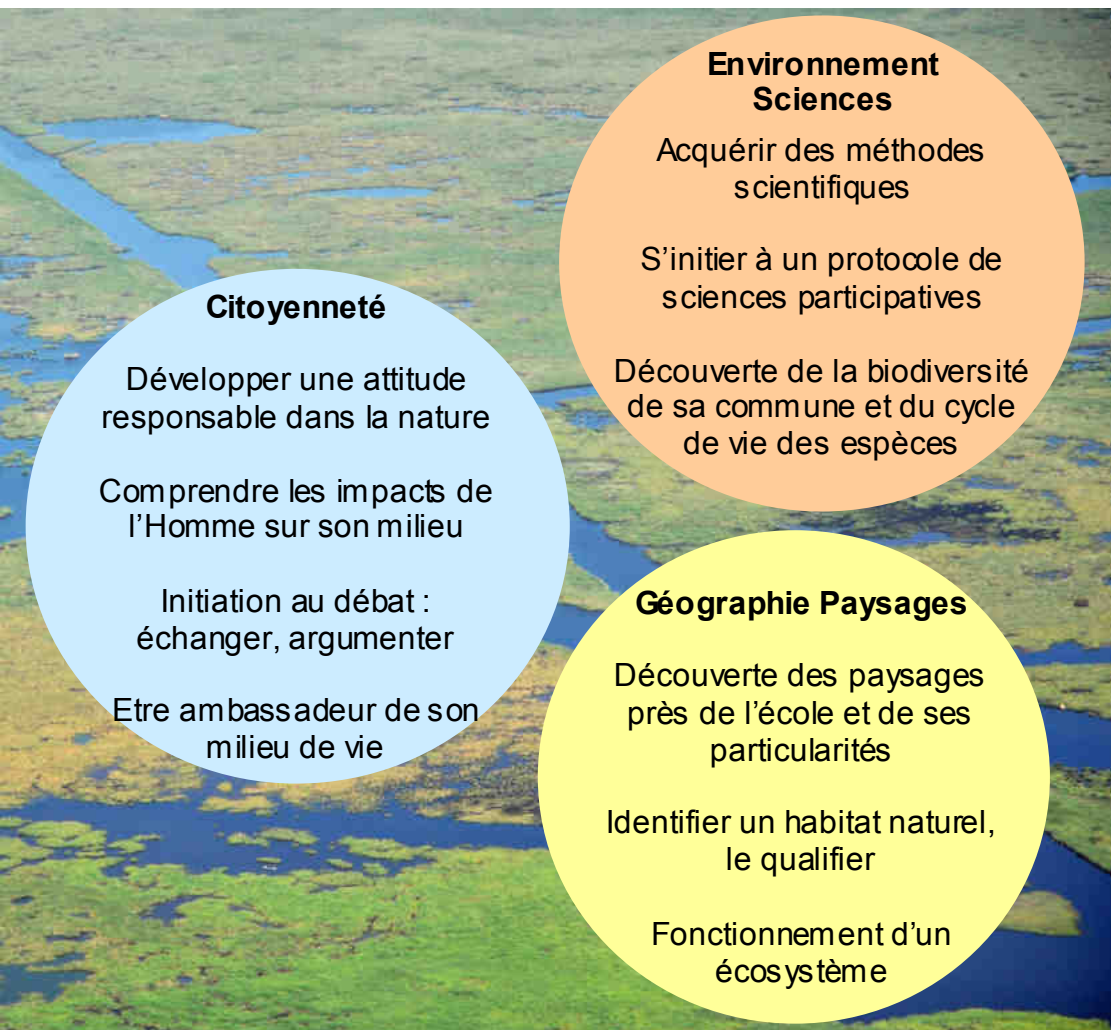 Environnement
Sciences
Acquérir des méthodes
scientifiques
S’initier à un protocole de
sciences participatives
Découverte de la biodiversité
de sa commune et du cycle
de vie des espèces
Citoyenneté
Développer une attitude
responsable dans la nature
Comprendre les impacts de
l’Homme sur son milieu
Initiation au débat :
échanger, argumenter
Etre ambassadeur de son
milieu de vie
Géographie Paysages
Découverte des paysages
près de l’école et de ses
particularités
Identifier un habitat naturel,
le qualifier
Fonctionnement d’un
écosystème